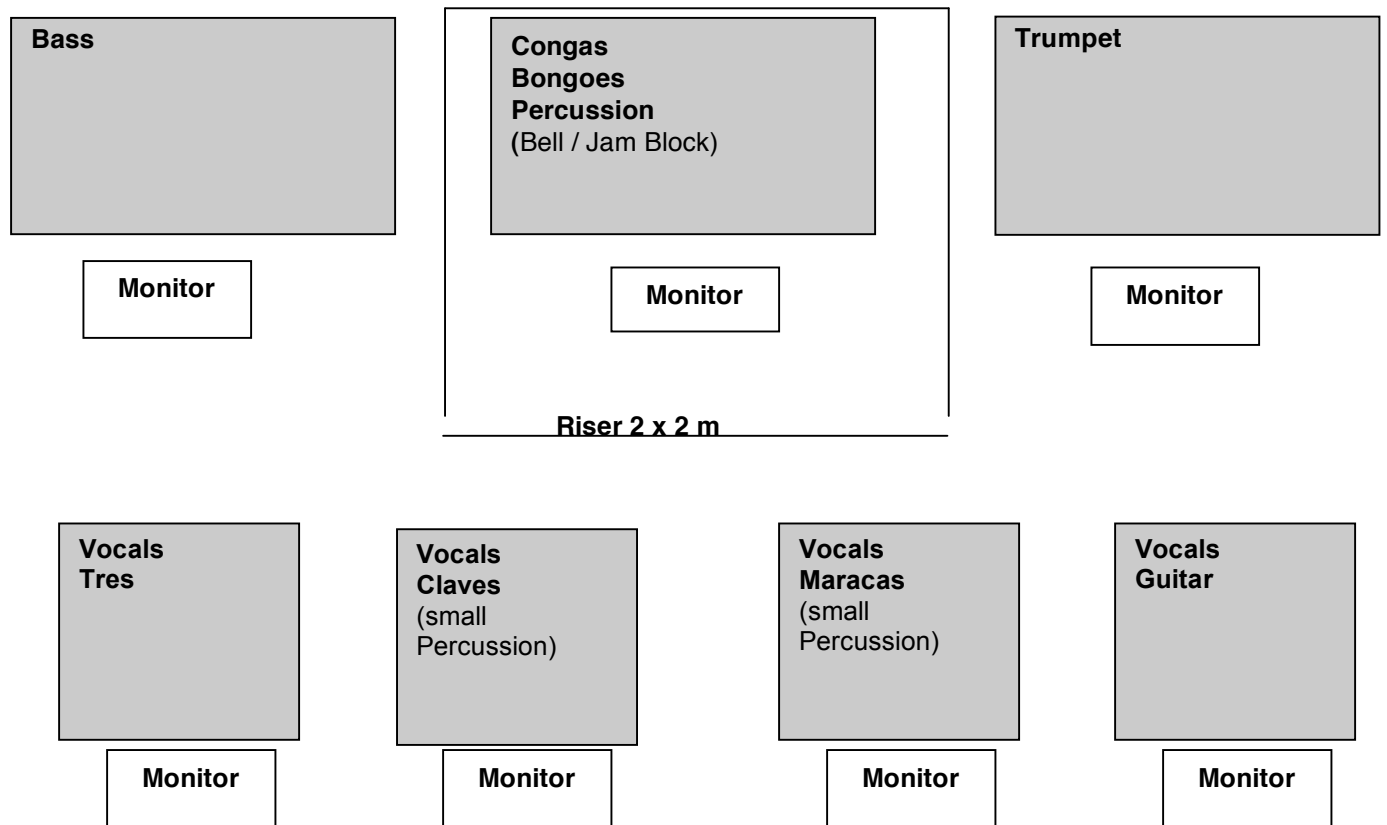 Bass
Congas
Bongoes
Percussion
(Bell / Jam Block)
Trumpet
Monitor
Monitor
Monitor
Riser 2 x 2 m
Vocals
Tres
Vocals
Claves
(small
Percussion)
Vocals
Maracas
(small
Percussion)
Vocals
Guitar
Monitor
Monitor
Monitor
Monitor